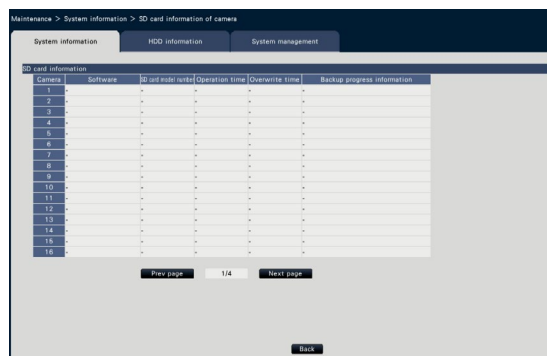 Maintenance > System information > SD card information of camera
System information HDD information System management
SD card information
Camera Software SD card model number Operation time Overwrite time Backup progress information
1 - - - - -
2 - - - - -
3 - - - - -
4 - - - - -
5 - - - - -
6 - - - - -
7 - - - - -
8 - - - - -
9 - - - - -
10 - - - - -
11 - - - - -
12 - - - - -
13 - - - - -
14 - - - - -
15 - - - - -
16 - - - - -
Prev page 1/4 Next page
Back